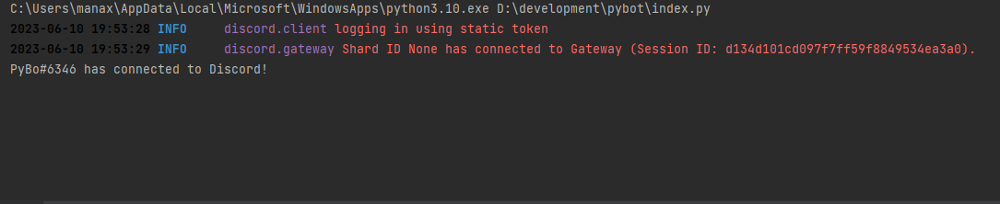 C:\Users\manax\AppData\Local\Microsoft\WindowsApps\python3.10.exe D:\development\pybot\index.py
2023-06-10 19:53:28 INFO     discord.client logging in using static token
2023-06-10 19:53:29 INFO     discord.gateway Shard ID None has connected to Gateway (Session ID: d134d101cd097f7ff59f8849534ea3a0).
PyBo#6346 has connected to Discord!